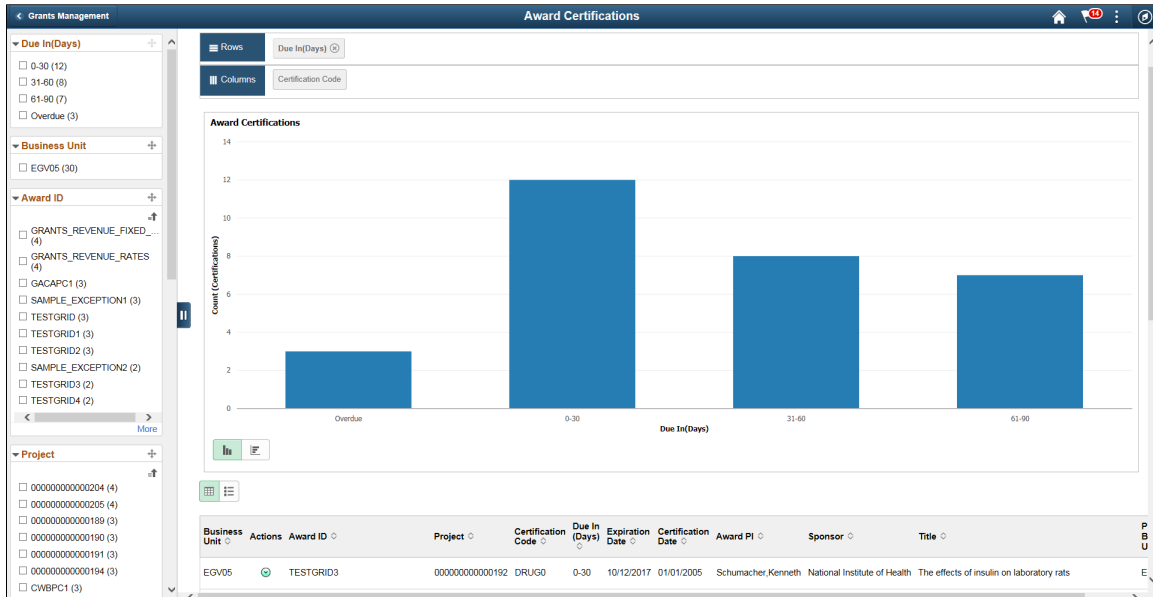 Grants Management
Award Certifications
14
Due In(Days)
0-30 (12)
31-60 (8)
61-90 (7)
Overdue (3)
Business Unit
EGV05 (30)
Award ID
GRANTS_REVENUE_FIXED_...
(4)
GRANTS_REVENUE_RATES
(4)
GACAPC1 (3)
SAMPLE_EXCEPTION1 (3)
TESTGRID (3)
TESTGRID1 (3)
TESTGRID2 (3)
SAMPLE_EXCEPTION2 (2)
TESTGRID3 (2)
TESTGRID4 (2)
More
Project
000000000000204 (4)
000000000000205 (4)
000000000000189 (3)
000000000000190 (3)
000000000000191 (3)
000000000000194 (3)
CWBPC1 (3)
Rows
Due In(Days)
Columns
Certification Code
Award Certifications
14
12
10
8
6
4
2
0
Count (Certifications)
Overdue 0-30 31-60 61-90
Due In(Days)
Business Unit Actions Award ID Project Certification Code Due In (Days) Expiration Date Certification Date Award PI Sponsor Title P B U
EGV05 TESTGRID3 000000000000192 DRUG0 0-30 10/12/2017 01/01/2005 Schumacher,Kenneth National Institute of Health The effects of insulin on laboratory rats E